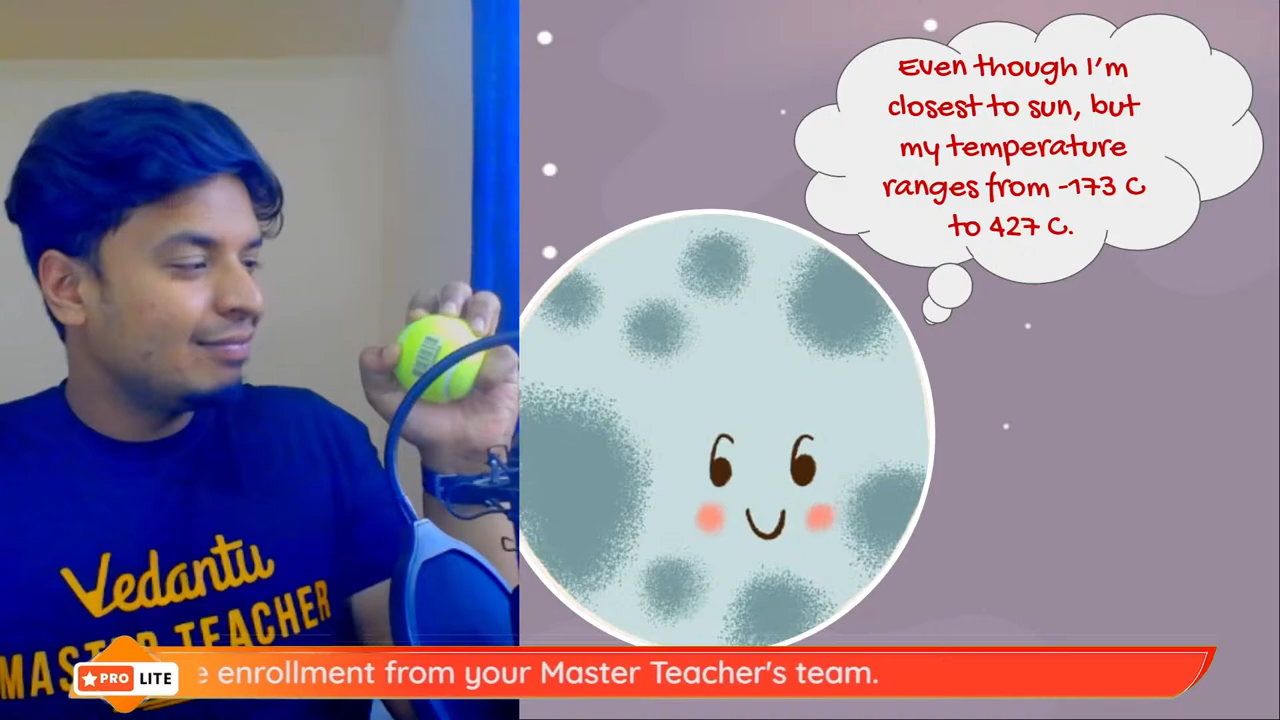 Even though I'm
closest to sun, but
my temperature
ranges from -173 C
to 427 C.
Vedantu
MASTER TEACHER
PRO LITE
enrollment from your Master Teacher's team.